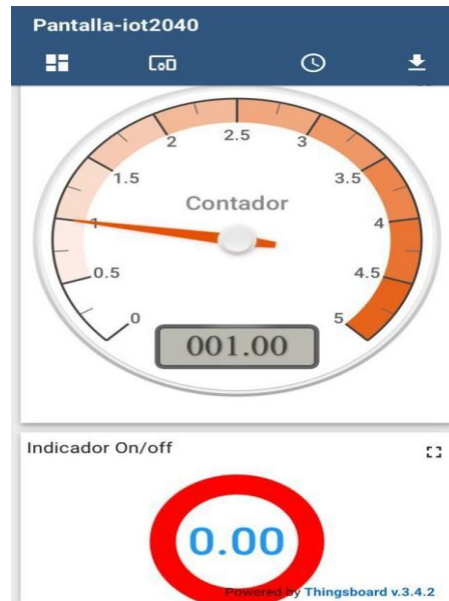 Pantalla-iot2040
2 2.5 3
1.5 3.5
Contador
1 4
0.5 4.5
0 5
001.00
Indicador On/off
0.00
Powered by Thingsboard v.3.4.2